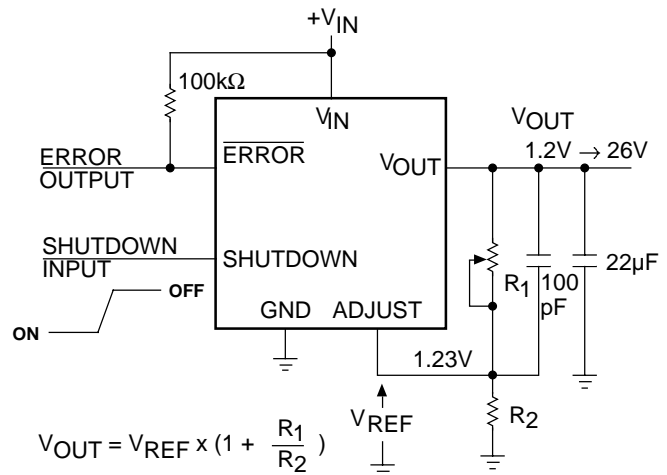 +VIN
100kΩ
VIN
ERROR
OUTPUT
ERROR
VOUT
VOUT
1.2V → 26V
SHUTDOWN
INPUT
SHUTDOWN
OFF
ON
GND
ADJUST
R1
100
pF
22µF
1.23V
VREF
R2
VOUT = VREF x (1 + R1/R2)